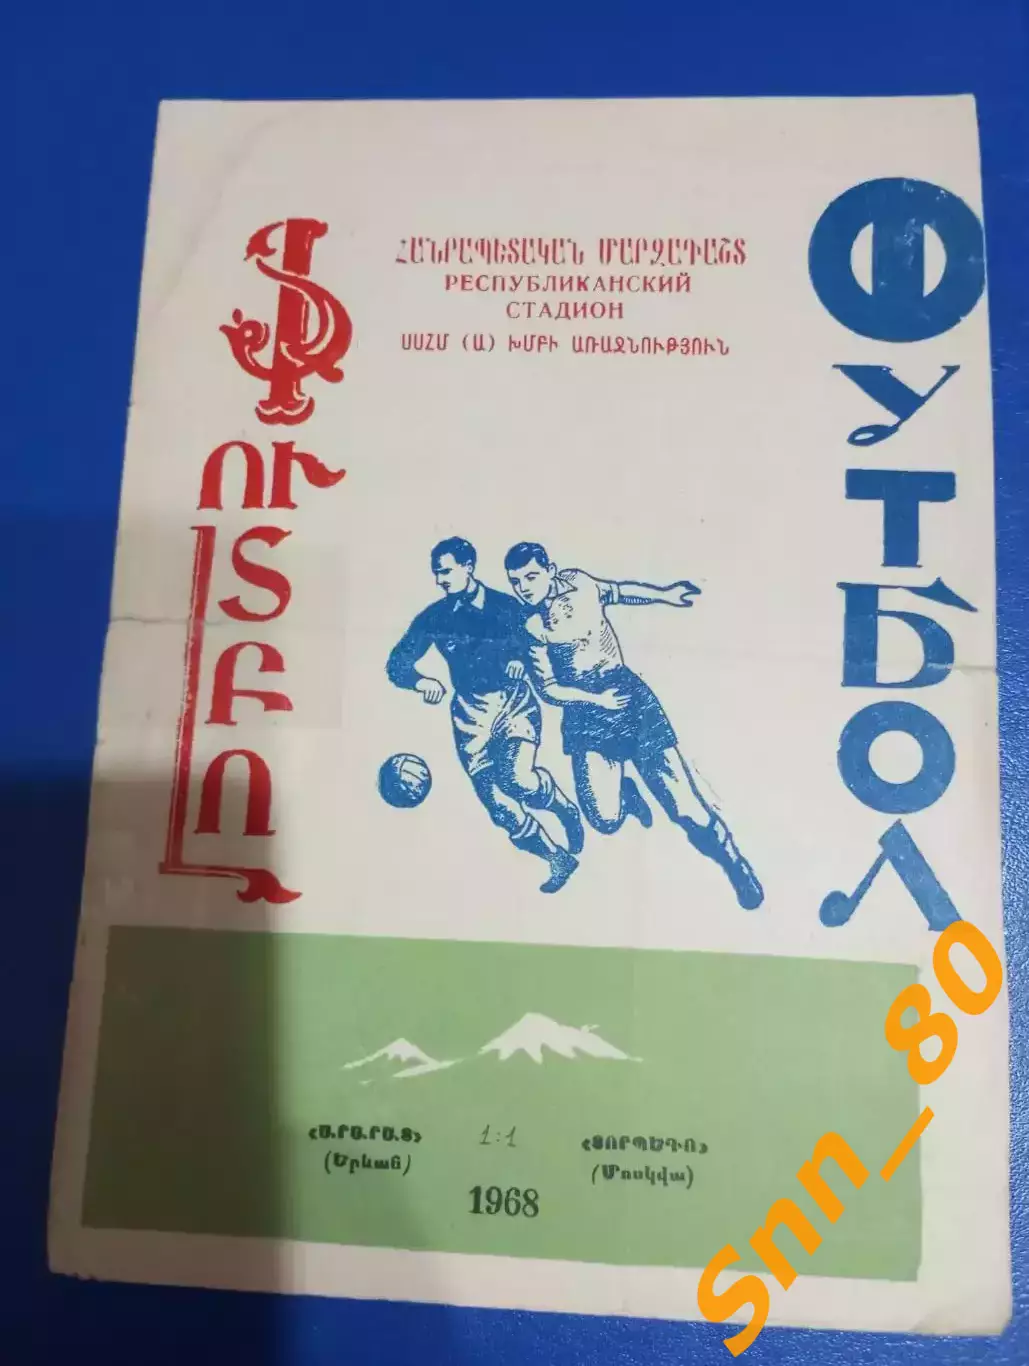 Ֆուտբոլ
ՀԱՆՐԱՊԵՏԱԿԱՆ ՄԱՐԶԱԴԱՇՏ
РЕСПУБЛИКАНСКИЙ
СТАДИОН
ՍՍՀՄ (Ա) ԽՄԲԻ ԱՌԱՋՆՈՒԹՅՈՒՆ
ФУТБОЛ
«ԱՐԱՐԱՏ» 1:1 «ՏՈՐՊԵԴՈ»
(Երևան) (Մոսկվա)
1968
Snn_80